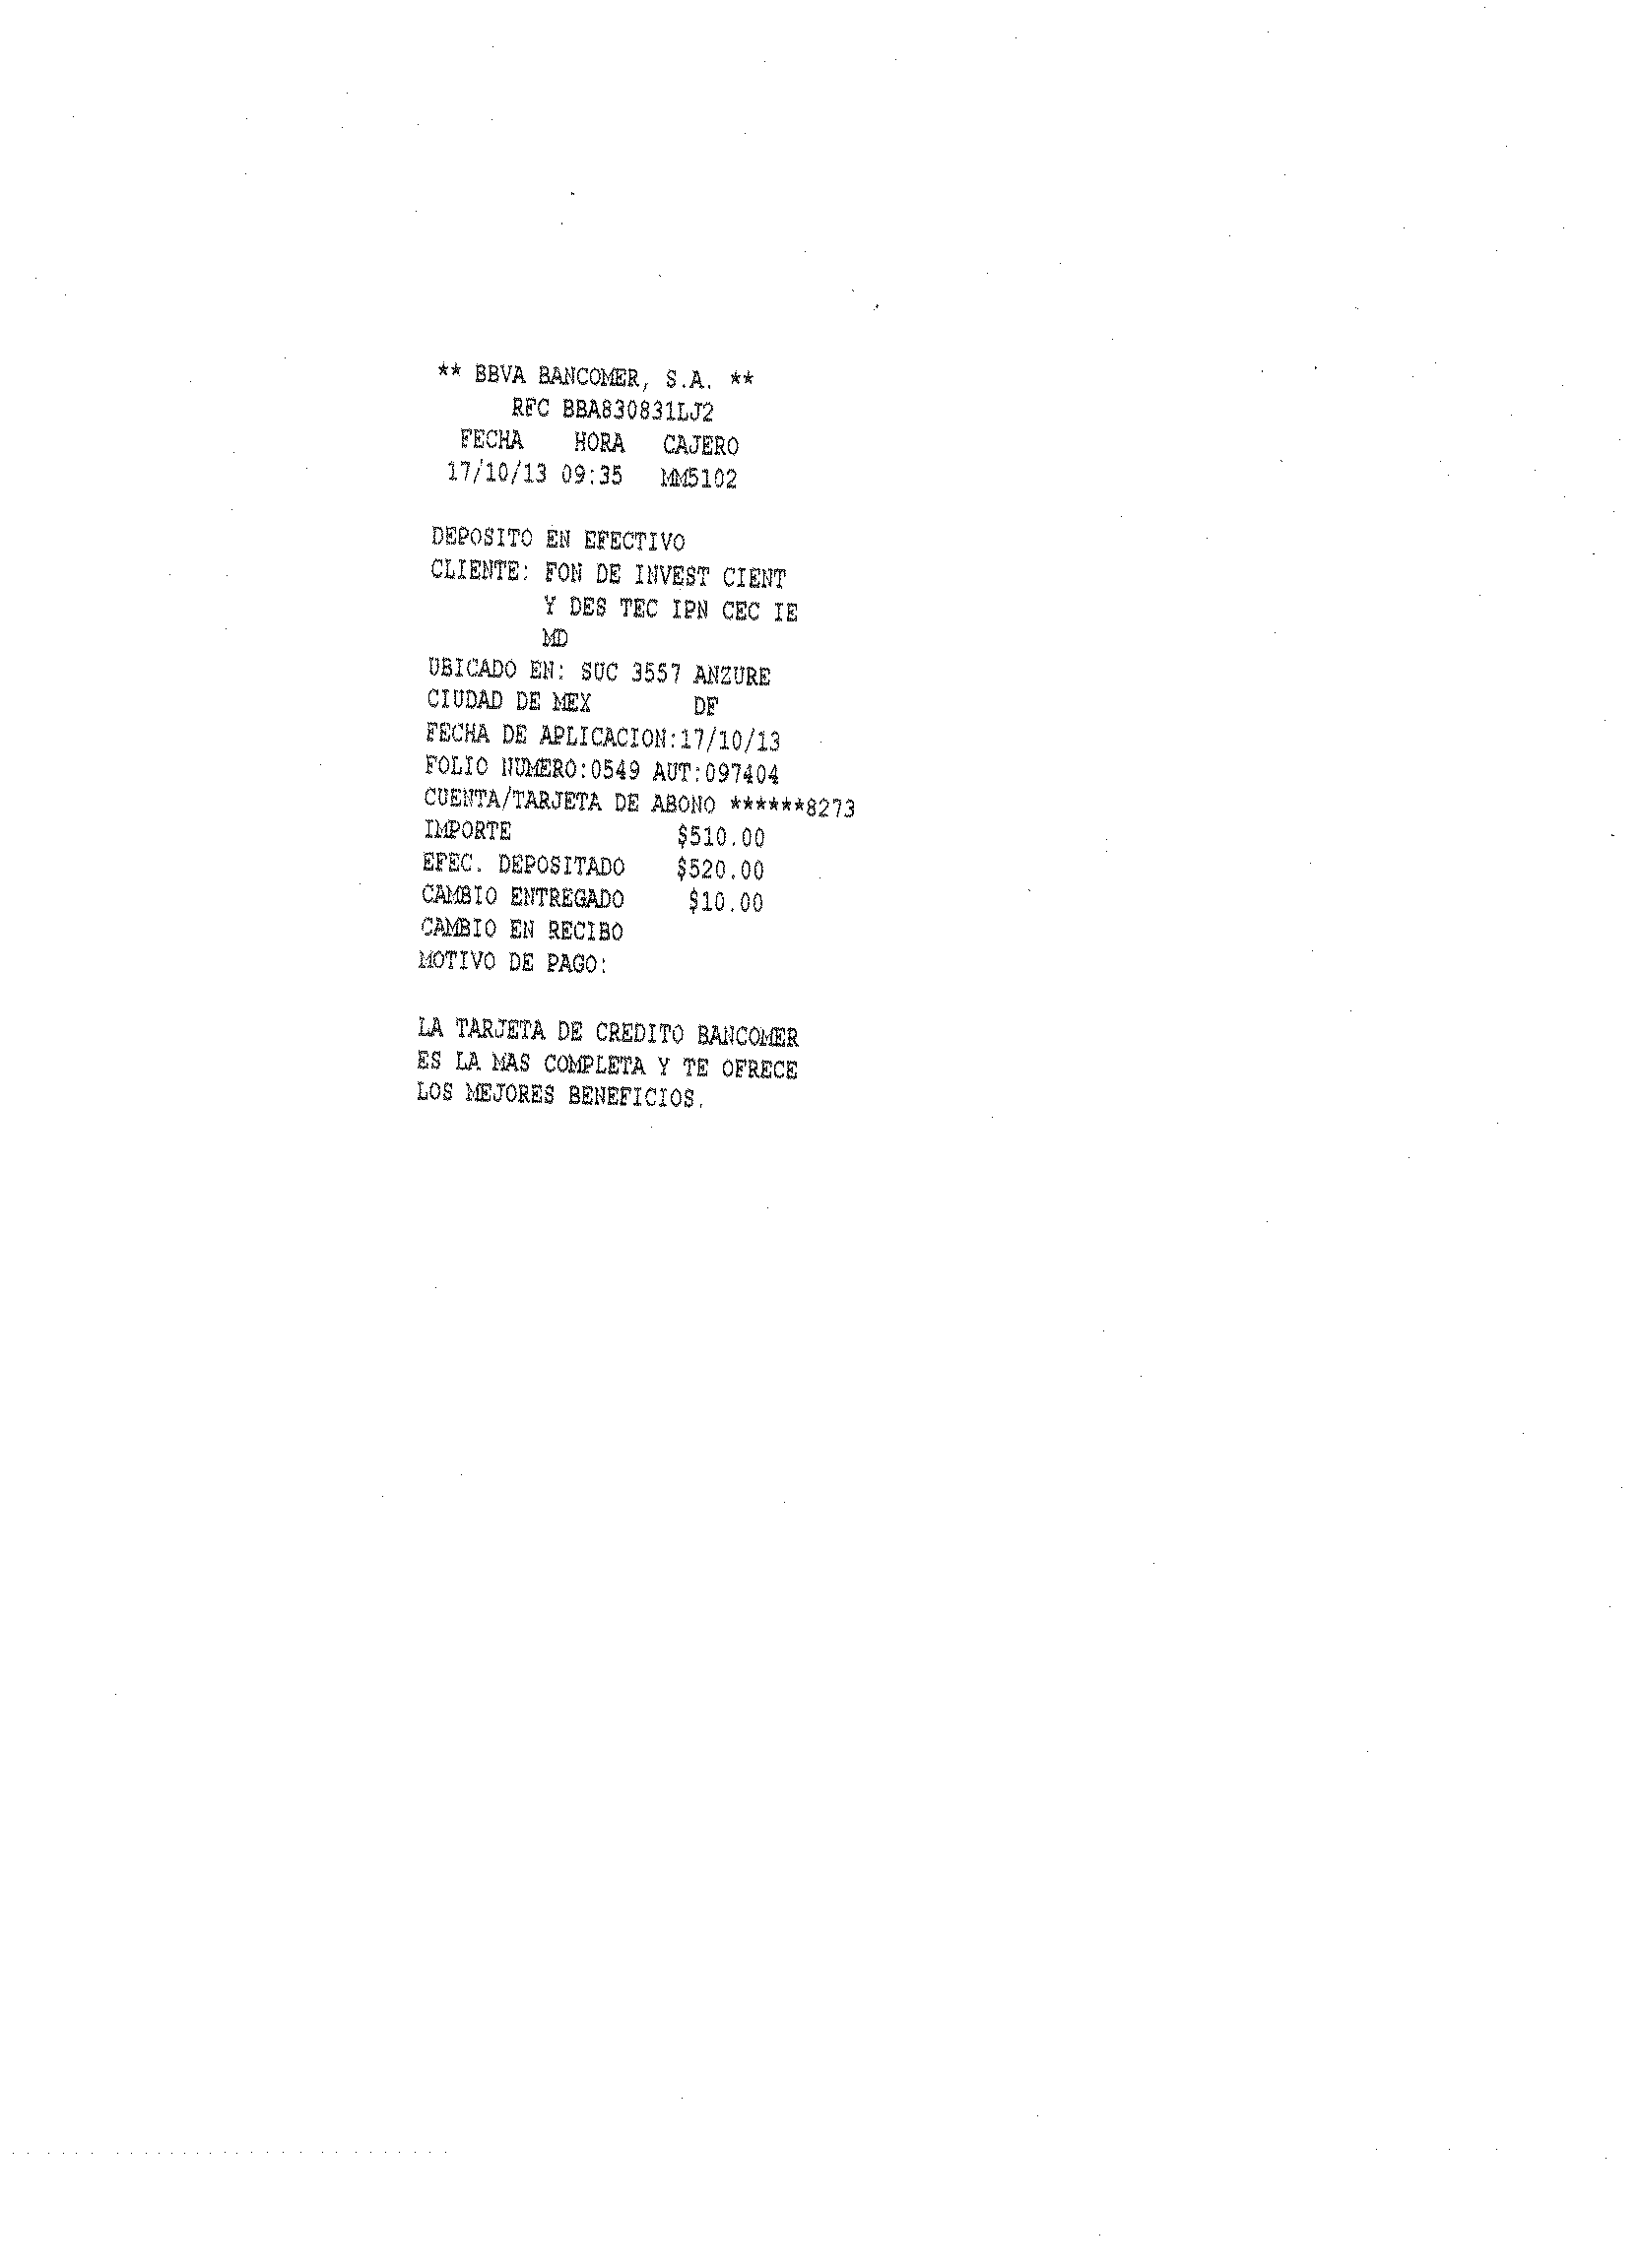 ** BBVA BANCOMER, S.A. **
RFC BBA830831LJ2
FECHA HORA CAJERO
17/10/13 09:35 MM5102
DEPOSITO EN EFECTIVO
CLIENTE: FON DE INVEST CIENT
Y DES TEC IPN CEC IE
MD
UBICADO EN: SUC 3557 ANZURE
CIUDAD DE MEX DF
FECHA DE APLICACION:17/10/13
FOLIO NUMERO:0549 AUT:097404
CUENTA/TARJETA DE ABONO ******8273
IMPORTE $510.00
EFEC. DEPOSITADO $520.00
CAMBIO ENTREGADO $10.00
CAMBIO EN RECIBO
MOTIVO DE PAGO:
LA TARJETA DE CREDITO BANCOMER
ES LA MAS COMPLETA Y TE OFRECE
LOS MEJORES BENEFICIOS.